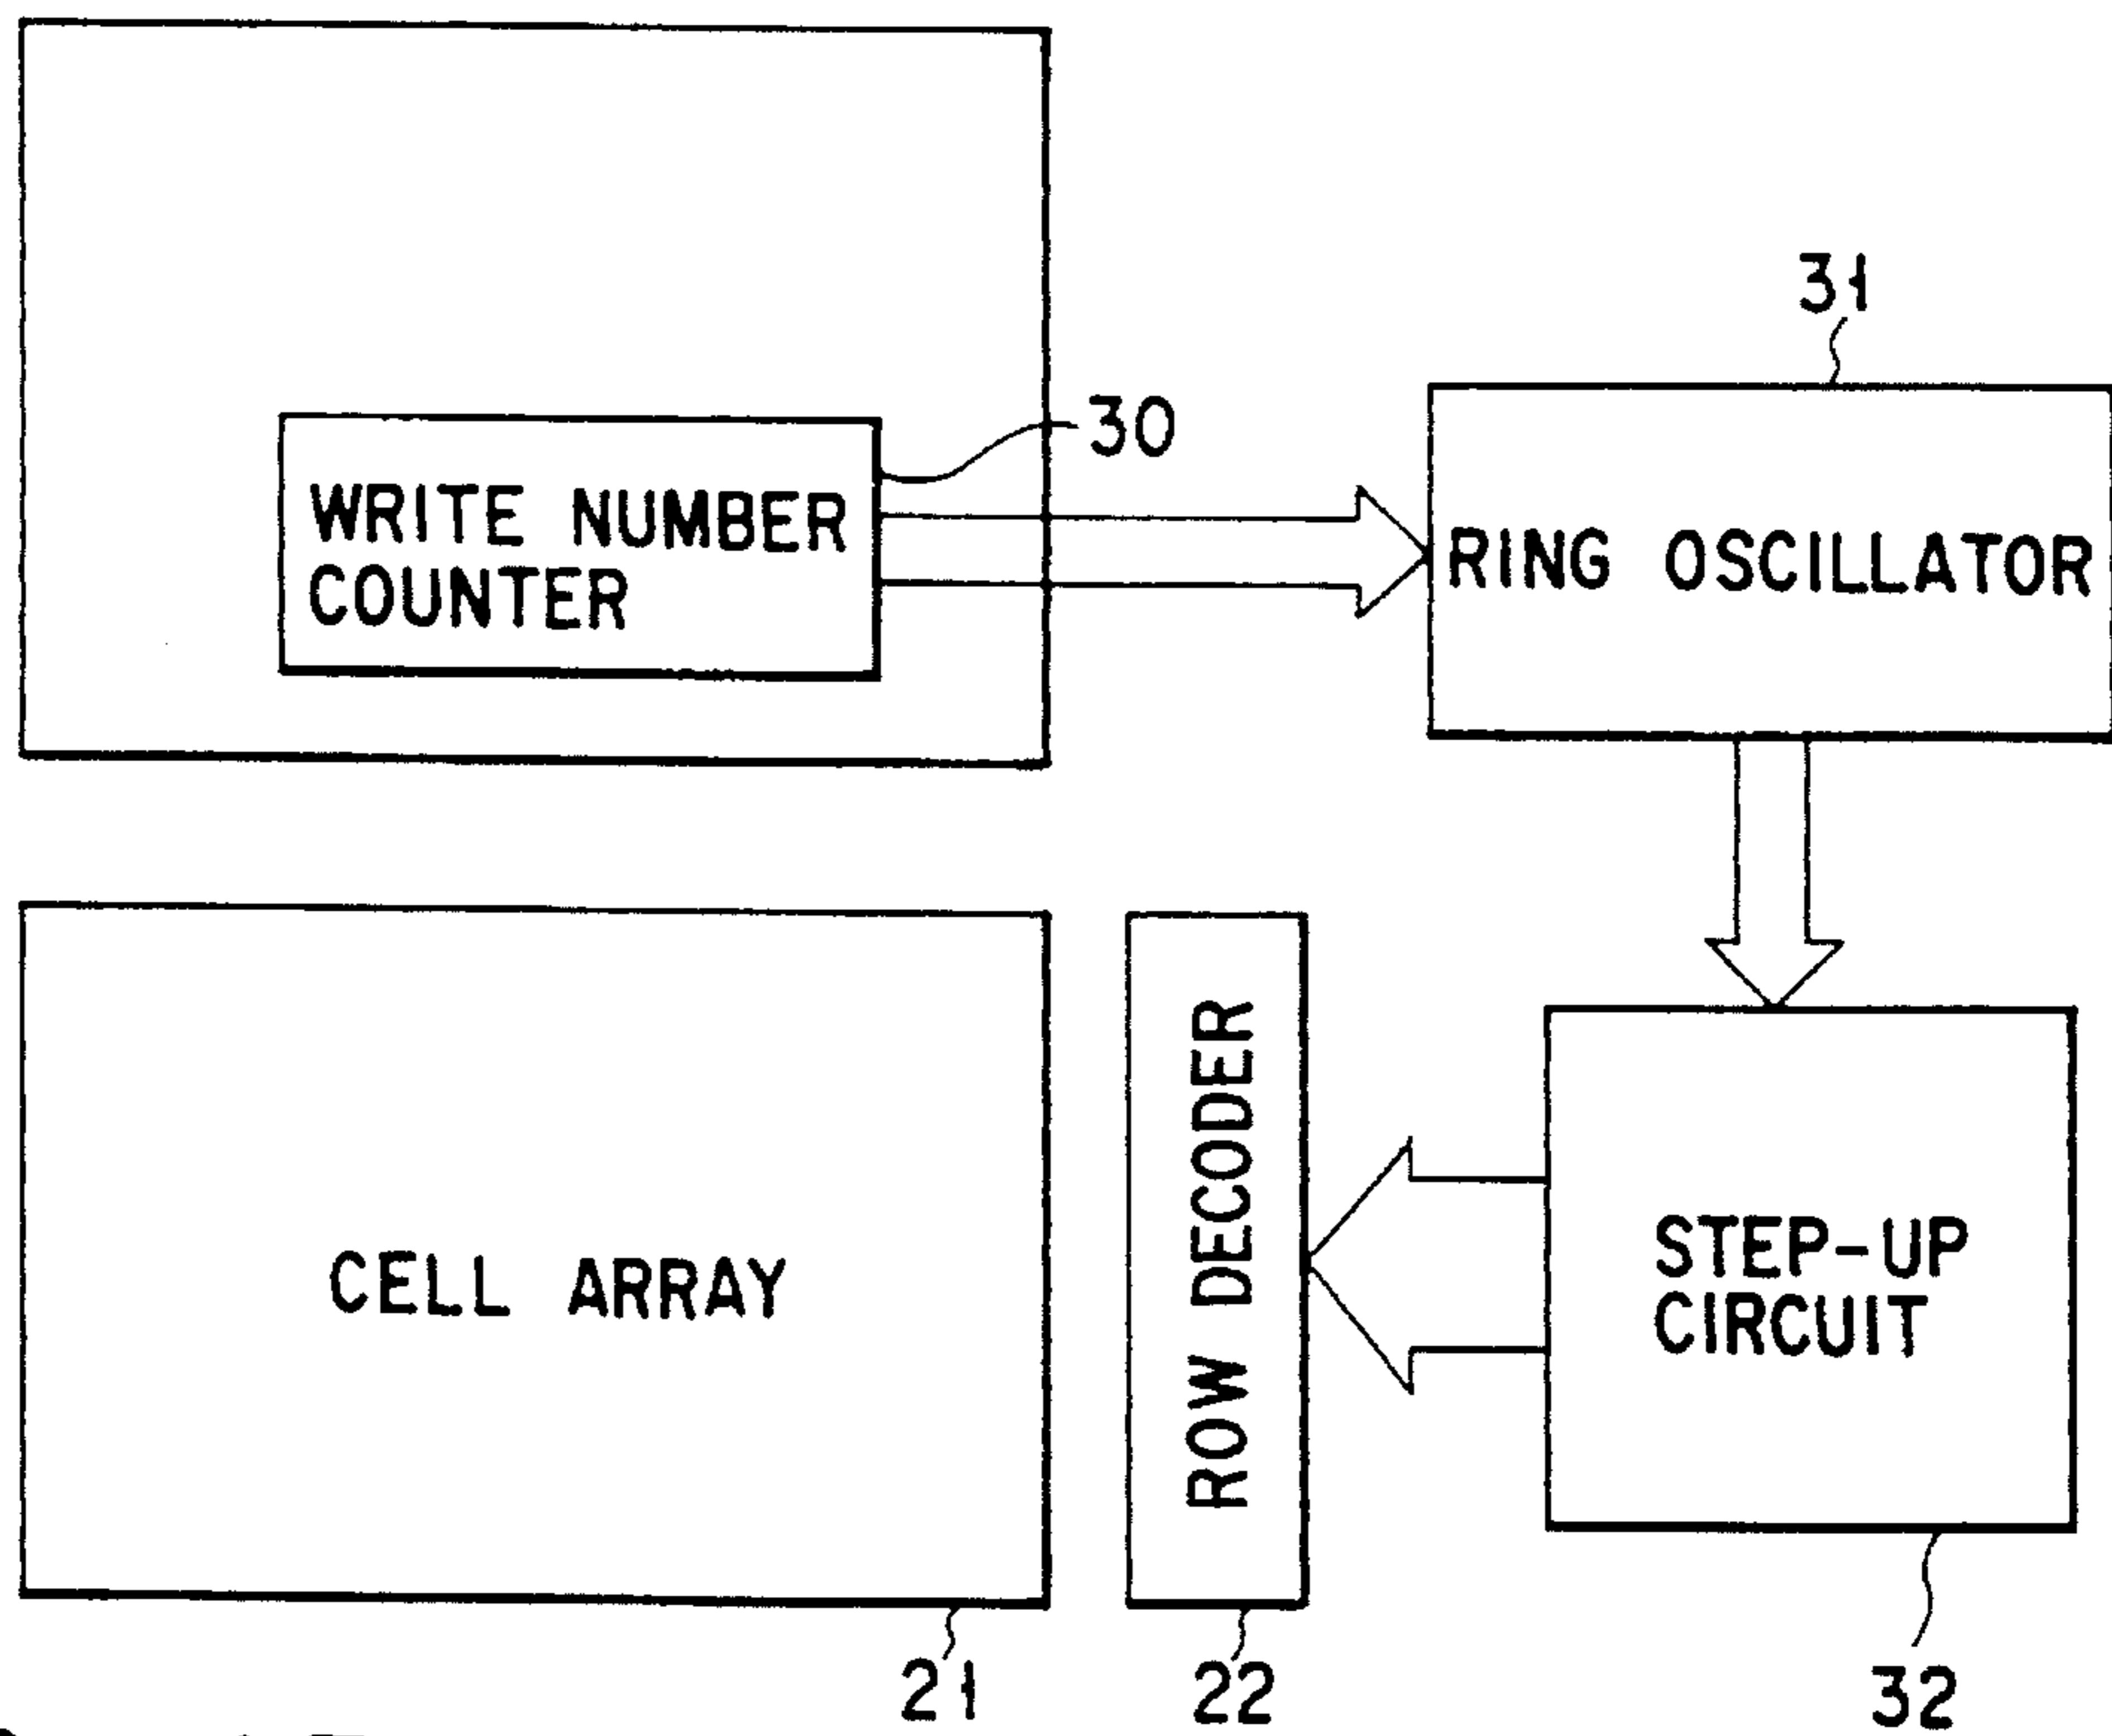 31
30
WRITE NUMBER
COUNTER
RING OSCILLATOR
CELL ARRAY
ROW DECODER
STEP-UP
CIRCUIT
21
22
32